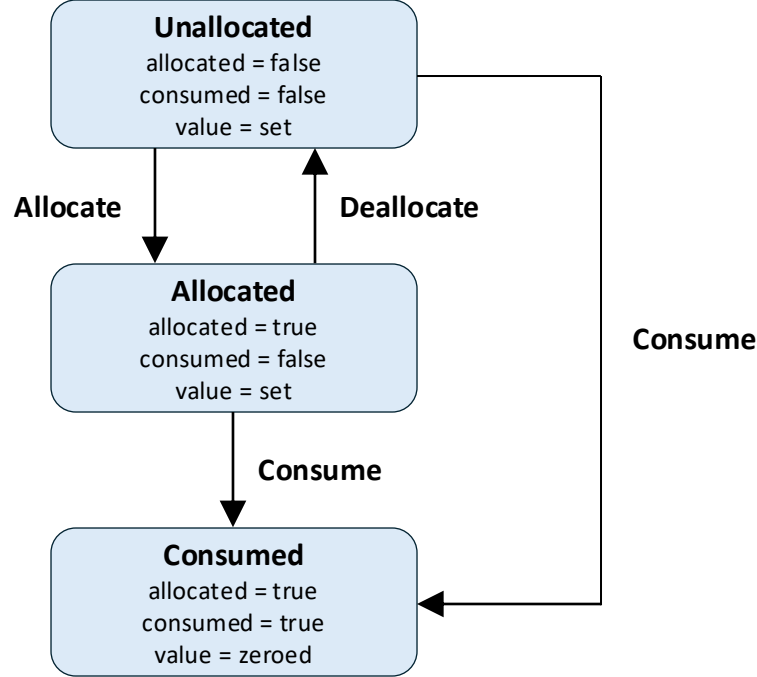 Unallocated
allocated = false
consumed = false
value = set
Allocate
Deallocate
Allocated
allocated = true
consumed = false
value = set
Consume
Consume
Consumed
allocated = true
consumed = true
value = zeroed